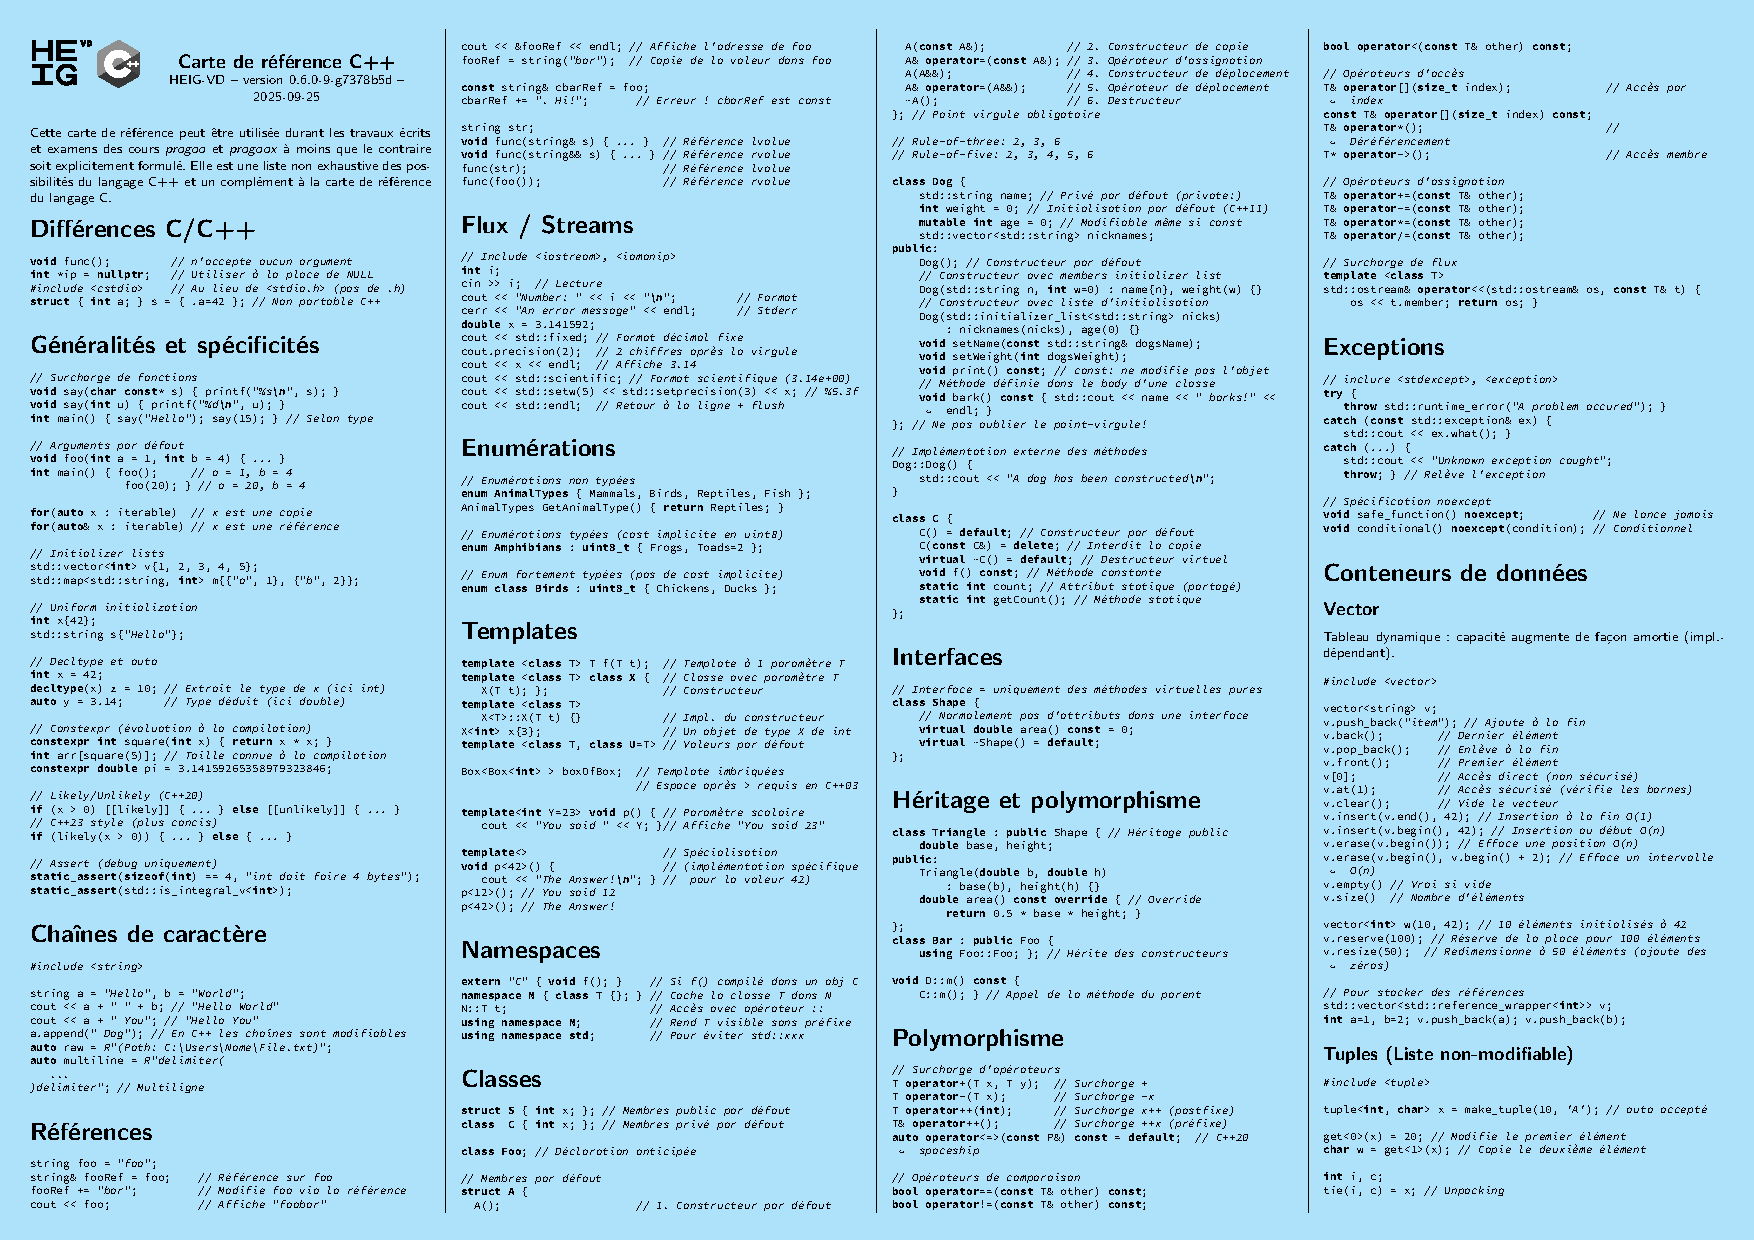 HE VD
IG
C++
Carte de référence C++
HEIG-VD – version 0.6.0-9-g7378b5d –
2025-09-25
Cette carte de référence peut être utilisée durant les travaux écrits
et examens des cours progoo et progoox à moins que le contraire
soit explicitement formulé. Elle est une liste non exhaustive des pos-
sibilités du langage C++ et un complément à la carte de référence
du langage C.
Différences C/C++
void func();         // n'accepte aucun argument
int *ip = nullptr;   // Utiliser à la place de NULL
#include <cstdio>    // Au lieu de <stdio.h> (pas de .h)
struct { int a; } s = { .a=42 }; // Non portable C++
Généralités et spécificités
// Surcharge de fonctions
void say(char const* s) { printf("%s\n", s); }
void say(int u) { printf("%d\n", u); }
int main() { say("Hello"); say(15); } // Selon type
// Arguments par défaut
void foo(int a = 1, int b = 4) { ... }
int main() { foo();     // a = 1, b = 4
              foo(20); } // a = 20, b = 4
for(auto x : iterable)  // x est une copie
for(auto& x : iterable) // x est une référence
// Initializer lists
std::vector<int> v{1, 2, 3, 4, 5};
std::map<std::string, int> m{{"a", 1}, {"b", 2}};
// Uniform initialization
int x{42};
std::string s{"Hello"};
// Decltype et auto
int x = 42;
decltype(x) z = 10; // Extrait le type de x (ici int)
auto y = 3.14;      // Type déduit (ici double)
// Constexpr (évaluation à la compilation)
constexpr int square(int x) { return x * x; }
int arr[square(5)]; // Taille connue à la compilation
constexpr double pi = 3.14159265358979323846;
// Likely/Unlikely (C++20)
if (x > 0) [[likely]] { ... } else [[unlikely]] { ... }
// C++23 style (plus concis)
if (likely(x > 0)) { ... } else { ... }
// Assert (debug uniquement)
static_assert(sizeof(int) == 4, "int doit faire 4 bytes");
static_assert(std::is_integral_v<int>);
Chaînes de caractère
#include <string>
string a = "Hello", b = "World";
cout << a + " " + b; // "Hello World"
cout << a + " You"; // "Hello You"
a.append(" Dog"); // En C++ les chaînes sont modifiables
auto raw = R"(Path: C:\Users\Name\File.txt)";
auto multiline = R"delimiter(
   ...
)delimiter"; // Multiligne
Références
string foo = "foo";
string& fooRef = foo;    // Référence sur foo
fooRef += "bar";         // Modifie foo via la référence
cout << foo;             // Affiche "foobar"
cout << &fooRef << endl; // Affiche l'adresse de foo
fooRef = string("bar");  // Copie de la valeur dans foo
const string& cbarRef = foo;
cbarRef += ". Hi!";       // Erreur ! cbarRef est const
string str;
void func(string& s) { ... }  // Référence lvalue
void func(string&& s) { ... } // Référence rvalue
func(str);                    // Référence lvalue
func(foo());                  // Référence rvalue
Flux / Streams
// Include <iostream>, <iomanip>
int i;
cin >> i;  // Lecture
cout << "Number: " << i << "\n";         // Format
cerr << "An error message" << endl;      // Stderr
double x = 3.141592;
cout << std::fixed; // Format décimal fixe
cout.precision(2);  // 2 chiffres après la virgule
cout << x << endl;  // Affiche 3.14
cout << std::scientific; // Format scientifique (3.14e+00)
cout << std::setw(5) << std::setprecision(3) << x; // %5.3f
cout << std::endl;  // Retour à la ligne + flush
Enumérations
// Enumérations non typées
enum AnimalTypes { Mammals, Birds, Reptiles, Fish };
AnimalTypes GetAnimalType() { return Reptiles; }
// Enumérations typées (cast implicite en uint8)
enum Amphibians : uint8_t { Frogs, Toads=2 };
// Enum fortement typées (pas de cast implicite)
enum class Birds : uint8_t { Chickens, Ducks };
Templates
template <class T> T f(T t);  // Template à 1 paramètre T
template <class T> class X {  // Classe avec paramètre T
   X(T t); };                 // Constructeur
template <class T>
   X<T>::X(T t) {}            // Impl. du constructeur
X<int> x{3};                  // Un objet de type X de int
template <class T, class U=T> // Valeurs par défaut
Box<Box<int> > boxOfBox;  // Template imbriquées
                          // Espace après > requis en C++03
template<int Y=23> void p() { // Paramètre scalaire
   cout << "You said " << Y; }// Affiche "You said 23"
template<>                    // Spécialisation
void p<42>() {                // (implémentation spécifique
   cout << "The Answer!\n"; } //  pour la valeur 42)
p<12>(); // You said 12
p<42>(); // The Answer!
Namespaces
extern "C" { void f(); }    // Si f() compilé dans un obj C
namespace N { class T {}; } // Cache la classe T dans N
N::T t;                     // Accès avec opérateur ::
using namespace N;          // Rend T visible sans préfixe
using namespace std;        // Pour éviter std::xxx
Classes
struct S { int x; }; // Membres public par défaut
class  C { int x; }; // Membres privé par défaut
class Foo; // Déclaration anticipée
// Membres par défaut
struct A {
  A();                    // 1. Constructeur par défaut
  A(const A&);            // 2. Constructeur de copie
  A& operator=(const A&); // 3. Opérateur d'assignation
  A(A&&);                 // 4. Constructeur de déplacement
  A& operator=(A&&);      // 5. Opérateur de déplacement
  ~A();                   // 6. Destructeur
}; // Point virgule obligatoire
// Rule-of-three: 2, 3, 6
// Rule-of-five: 2, 3, 4, 5, 6
class Dog {
    std::string name; // Privé par défaut (private:)
    int weight = 0; // Initialisation par défaut (C++11)
    mutable int age = 0; // Modifiable même si const
    std::vector<std::string> nicknames;
public:
    Dog(); // Constructeur par défaut
    // Constructeur avec members initializer list
    Dog(std::string n, int w=0) : name{n}, weight(w) {}
    // Constructeur avec liste d'initialisation
    Dog(std::initializer_list<std::string> nicks)
        : nicknames(nicks), age(0) {}
    void setName(const std::string& dogsName);
    void setWeight(int dogsWeight);
    void print() const; // const: ne modifie pas l'objet
    // Méthode définie dans le body d'une classe
    void bark() const { std::cout << name << " barks!" <<
↪   endl; }
}; // Ne pas oublier le point-virgule!
// Implémentation externe des méthodes
Dog::Dog() {
    std::cout << "A dog has been constructed\n";
}
class C {
    C() = default; // Constructeur par défaut
    C(const C&) = delete; // Interdit la copie
    virtual ~C() = default; // Destructeur virtuel
    void f() const; // Méthode constante
    static int count; // Attribut statique (partagé)
    static int getCount(); // Méthode statique
};
Interfaces
// Interface = uniquement des méthodes virtuelles pures
class Shape {
    // Normalement pas d'attributs dans une interface
    virtual double area() const = 0;
    virtual ~Shape() = default;
};
Héritage et polymorphisme
class Triangle : public Shape { // Héritage public
    double base, height;
public:
    Triangle(double b, double h)
        : base(b), height(h) {}
    double area() const override { // Override
        return 0.5 * base * height; }
};
class Bar : public Foo {
    using Foo::Foo; }; // Hérite des constructeurs
void D::m() const {
    C::m(); } // Appel de la méthode du parent
Polymorphisme
// Surcharge d'opérateurs
T operator+(T x, T y);  // Surcharge +
T operator-(T x);       // Surcharge -x
T operator++(int);      // Surcharge x++ (postfixe)
T& operator++();        // Surcharge ++x (préfixe)
auto operator<=>(const P&) const = default;  // C++20
↪   spaceship
// Opérateurs de comparaison
bool operator==(const T& other) const;
bool operator!=(const T& other) const;
bool operator<(const T& other) const;
// Opérateurs d'accès
T& operator[](size_t index);              // Accès par
↪   index
const T& operator[](size_t index) const;
T& operator*();                           //
↪   Déréférencement
T* operator->();                          // Accès membre
// Opérateurs d'assignation
T& operator+=(const T& other);
T& operator-=(const T& other);
T& operator*=(const T& other);
T& operator/=(const T& other);
// Surcharge de flux
template <class T>
std::ostream& operator<<(std::ostream& os, const T& t) {
    os << t.member; return os; }
Exceptions
// inclure <stdexcept>, <exception>
try {
   throw std::runtime_error("A problem occured"); }
catch (const std::exception& ex) {
   std::cout << ex.what(); }
catch (...) {
   std::cout << "Unknown exception caught";
   throw; } // Relève l'exception
// Spécification noexcept
void safe_function() noexcept;          // Ne lance jamais
void conditional() noexcept(condition); // Conditionnel
Conteneurs de données
Vector
Tableau dynamique : capacité augmente de façon amortie (impl.-
dépendant).
#include <vector>
vector<string> v;
v.push_back("item"); // Ajoute à la fin
v.back();        // Dernier élément
v.pop_back();    // Enlève à la fin
v.front();       // Premier élément
v[0];            // Accès direct (non sécurisé)
v.at(1);         // Accès sécurisé (vérifie les bornes)
v.clear();       // Vide le vecteur
v.insert(v.end(), 42); // Insertion à la fin O(1)
v.insert(v.begin(), 42); // Insertion au début O(n)
v.erase(v.begin()); // Efface une position O(n)
v.erase(v.begin(), v.begin() + 2); // Efface un intervalle
↪   O(n)
v.empty() // Vrai si vide
v.size()  // Nombre d'éléments
vector<int> w(10, 42); // 10 éléments initialisés à 42
v.reserve(100); // Réserve de la place pour 100 éléments
v.resize(50);  // Redimensionne à 50 éléments (ajoute des
↪   zéros)
// Pour stocker des références
std::vector<std::reference_wrapper<int>> v;
int a=1, b=2; v.push_back(a); v.push_back(b);
Tuples (Liste non-modifiable)
#include <tuple>
tuple<int, char> x = make_tuple(10, 'A'); // auto accepté
get<0>(x) = 20; // Modifie le premier élément
char w = get<1>(x); // Copie le deuxième élément
int i, c;
tie(i, c) = x; // Unpacking